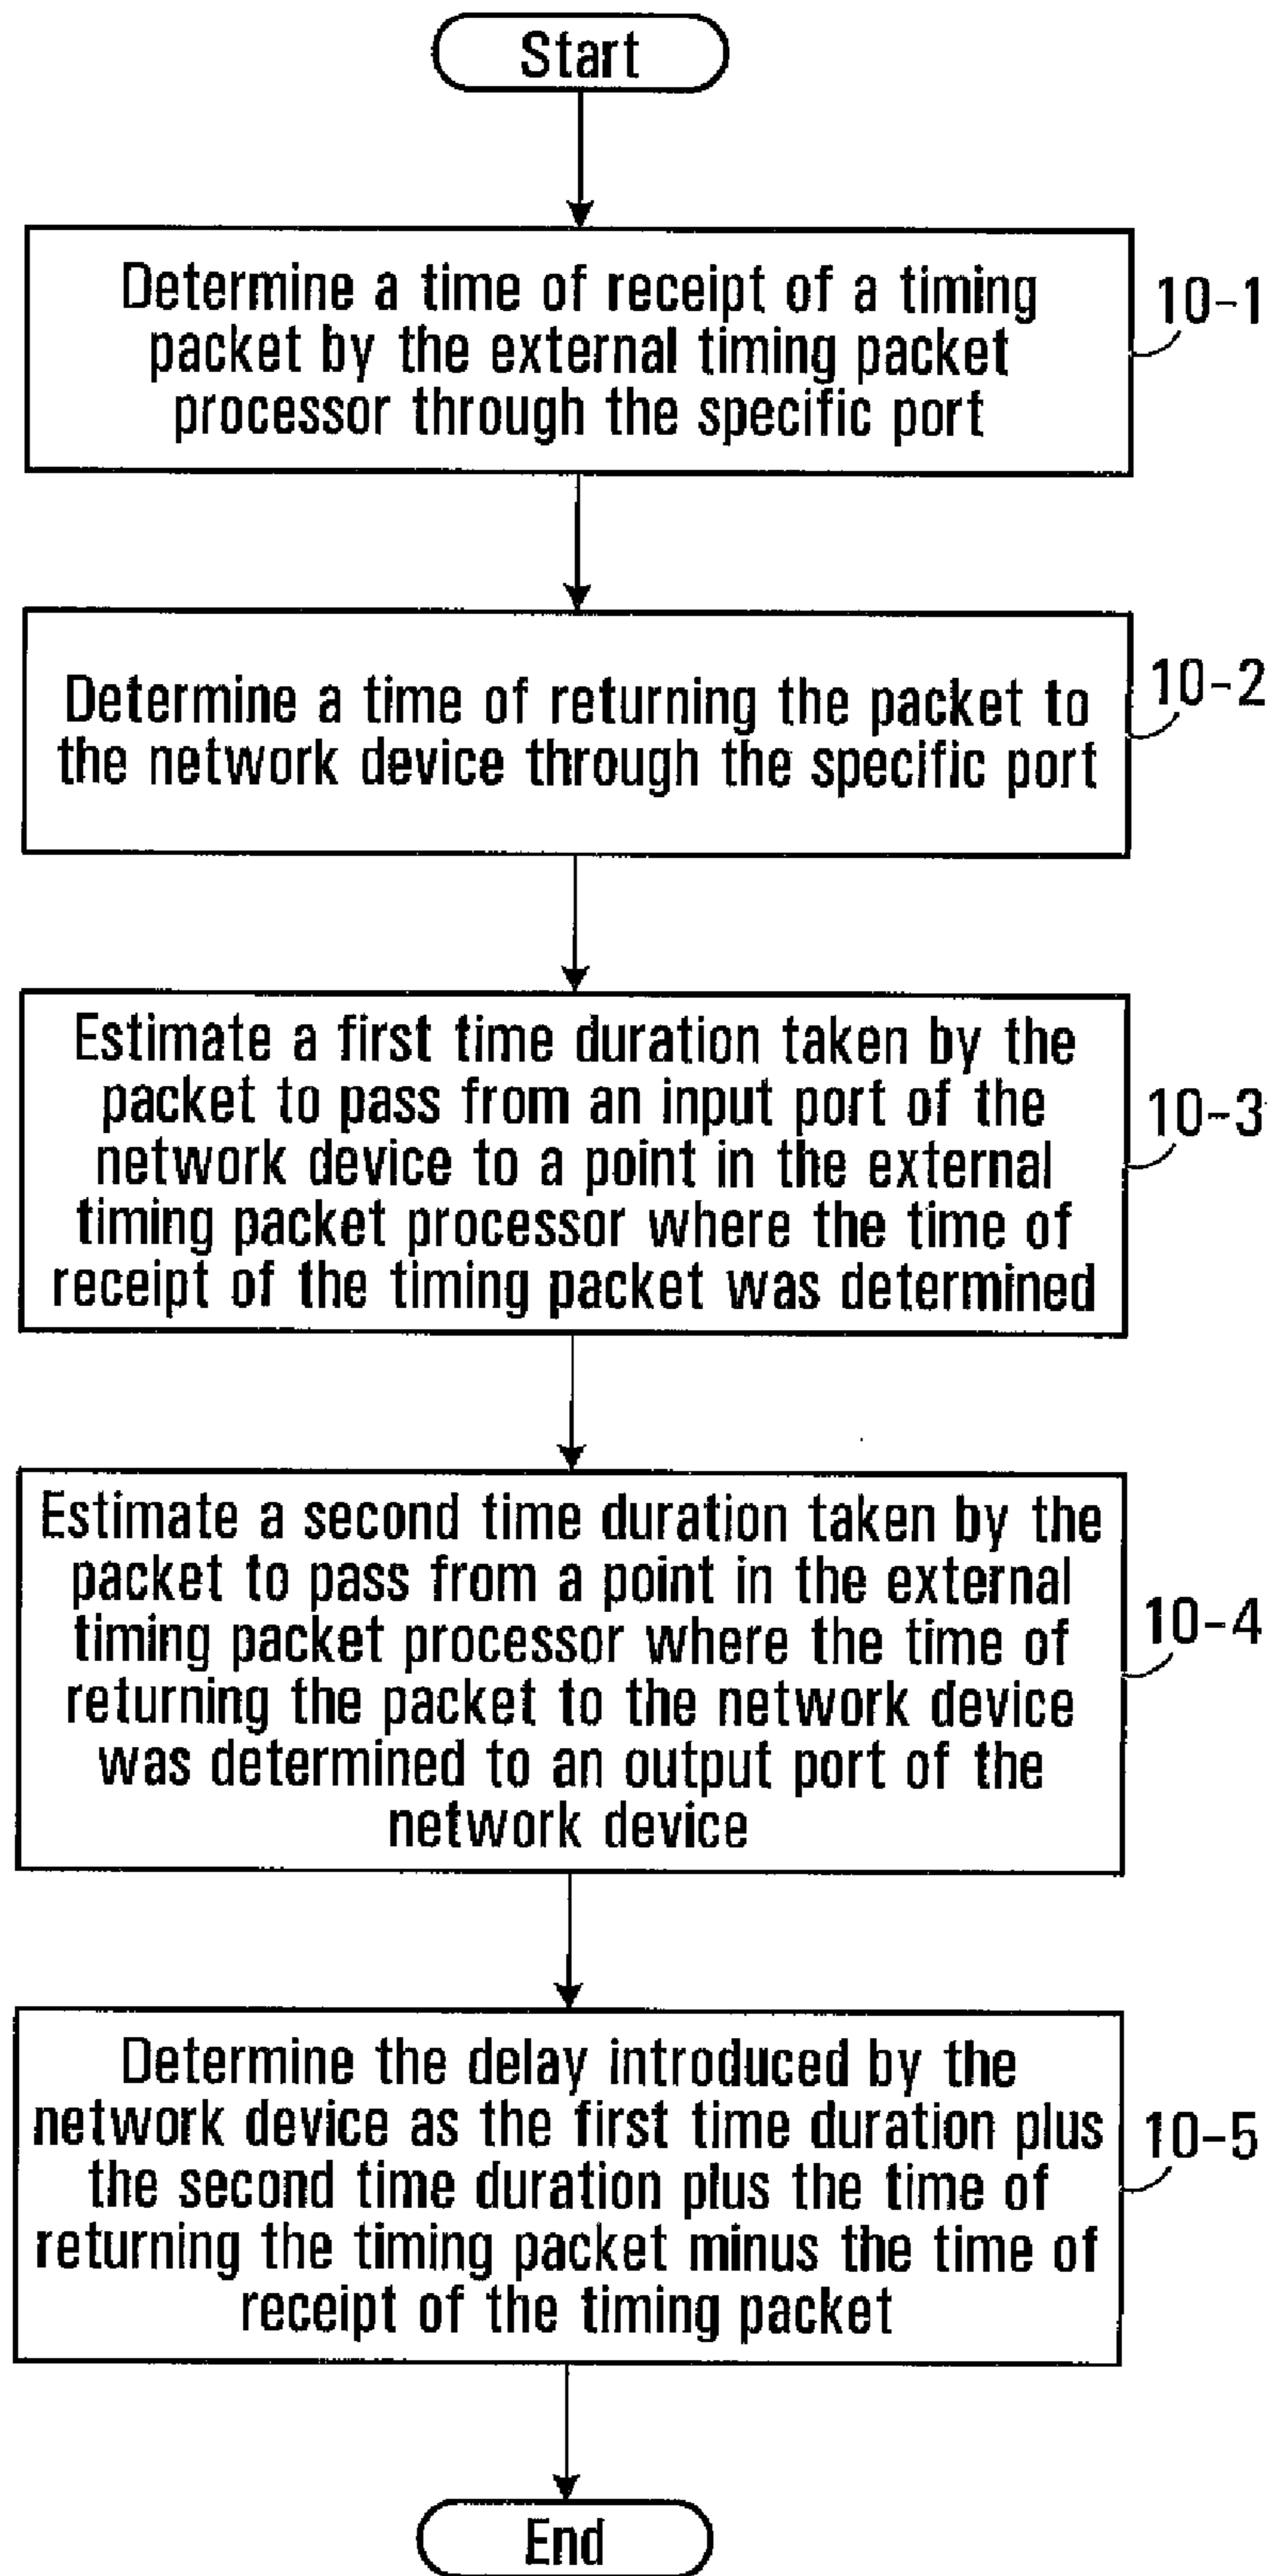 Start
Determine a time of receipt of a timing
packet by the external timing packet
processor through the specific port
10-1
Determine a time of returning the packet to
the network device through the specific port
10-2
Estimate a first time duration taken by the
packet to pass from an input port of the
network device to a point in the external
timing packet processor where the time of
receipt of the timing packet was determined
10-3
Estimate a second time duration taken by the
packet to pass from a point in the external
timing packet processor where the time of
returning the packet to the network device
was determined to an output port of the
network device
10-4
Determine the delay introduced by the
network device as the first time duration plus
the second time duration plus the time of
returning the timing packet minus the time of
receipt of the timing packet
10-5
End